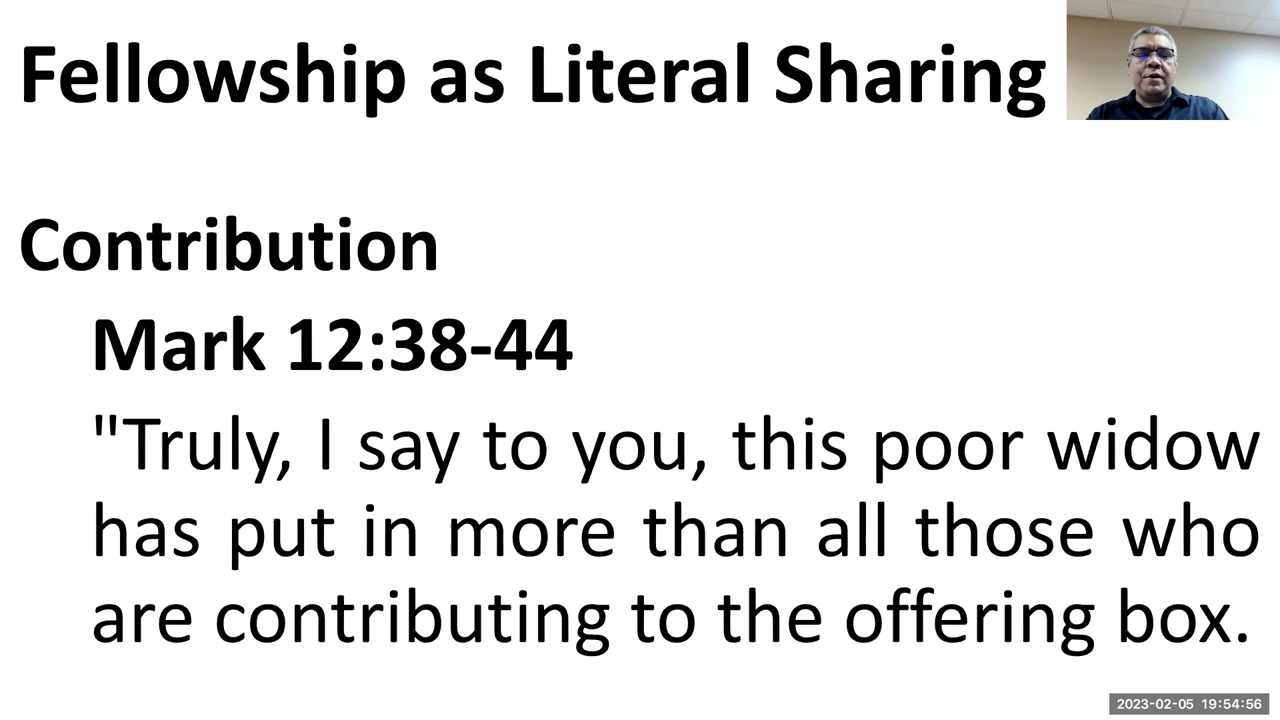 Fellowship as Literal Sharing
Contribution
Mark 12:38-44
"Truly, I say to you, this poor widow
has put in more than all those who
are contributing to the offering box.
2023-02-05 19:54:56